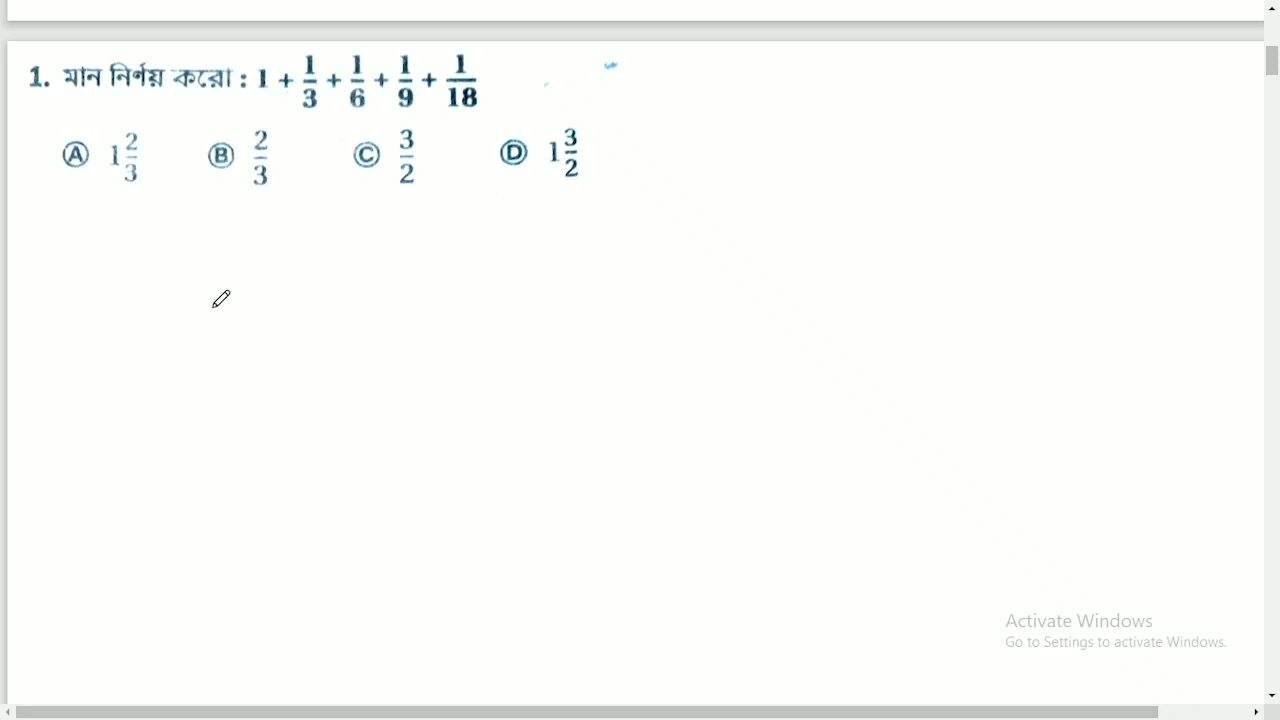 1. মান নির্ণয় করো : 1 + 1/3 + 1/6 + 1/9 + 1/18
Ⓐ 1 2/3 Ⓑ 2/3 Ⓒ 3/2 Ⓓ 1 3/2
Activate Windows
Go to Settings to activate Windows.